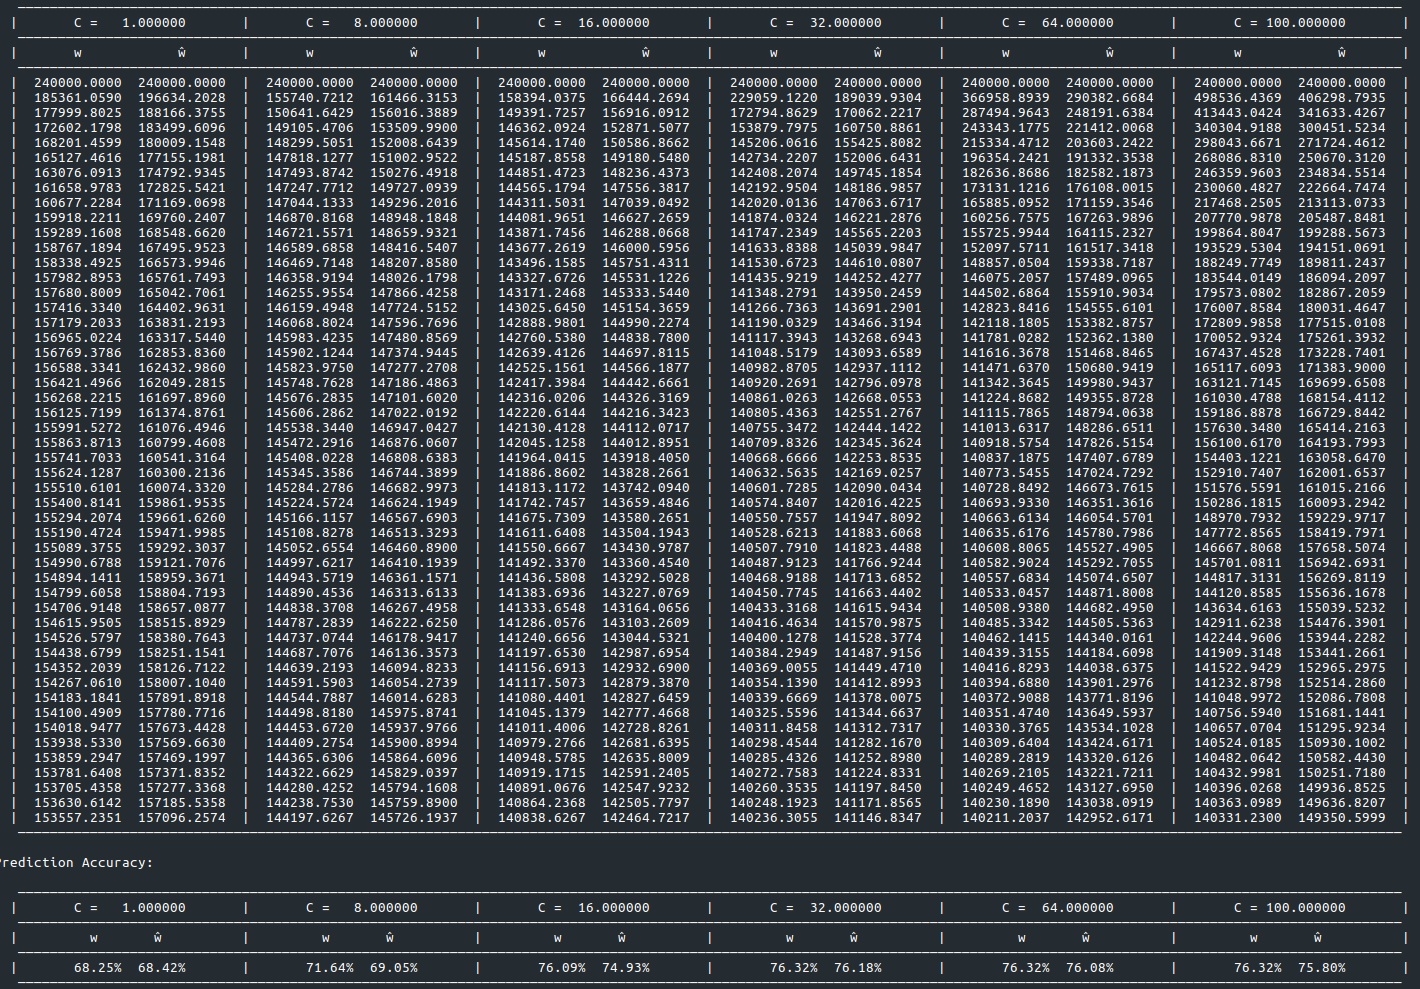 | C = 1.000000 | C = 8.000000 | C = 16.000000 | C = 32.000000 | C = 64.000000 | C = 100.000000 |
| w ŵ | w ŵ | w ŵ | w ŵ | w ŵ | w ŵ |
| 240000.0000 240000.0000 | 240000.0000 240000.0000 | 240000.0000 240000.0000 | 240000.0000 240000.0000 | 240000.0000 240000.0000 | 240000.0000 240000.0000 |
| 185361.0590 196634.2028 | 155740.7212 161466.3153 | 158394.0375 166444.2694 | 229059.1220 189039.9304 | 366958.8939 290382.6684 | 498536.4369 406298.7935 |
| 177999.8025 188166.3755 | 150641.6429 156016.3889 | 149391.7257 156916.0912 | 172794.8629 170062.2217 | 287494.9643 248191.6384 | 413443.0424 341633.4267 |
| 172602.1798 183499.6096 | 149105.4706 153509.9900 | 146362.0924 152871.5077 | 153879.7975 160750.8861 | 243343.1775 221412.0068 | 340304.9188 300451.5234 |
| 168201.4599 180009.1548 | 148299.5051 152008.6439 | 145614.1740 150586.8662 | 145206.0616 155425.8082 | 215334.4712 203603.2422 | 298043.6671 271724.4612 |
| 165127.4616 177155.1981 | 147818.1277 151002.9522 | 145187.8558 149180.5480 | 142734.2207 152006.6431 | 196354.2421 191332.3538 | 268086.8310 250670.3120 |
| 163076.0913 174792.9345 | 147493.8742 150276.4918 | 144851.4723 148236.4373 | 142408.2074 149745.1854 | 182636.8686 182582.1873 | 246359.9603 234834.5514 |
| 161658.9783 172825.5421 | 147247.7712 149727.0939 | 144565.1794 147556.3817 | 142192.9504 148186.9857 | 173131.1216 176108.0015 | 230060.4827 222664.7474 |
| 160677.2284 171169.0698 | 147044.1333 149296.2016 | 144311.5031 147039.0492 | 142020.0136 147063.6717 | 165885.0952 171159.3546 | 217468.2505 213113.0733 |
| 159918.2211 169760.2407 | 146870.8168 148948.1848 | 144081.9651 146627.2659 | 141874.0324 146221.2876 | 160256.7575 167263.9896 | 207770.9878 205487.8481 |
| 159289.1608 168548.6620 | 146721.5571 148659.9321 | 143871.7456 146288.0668 | 141747.2349 145565.2203 | 155725.9944 164115.2327 | 199864.8047 199288.5673 |
| 158767.1894 167495.9523 | 146589.6858 148416.5407 | 143677.2619 146000.5956 | 141633.8388 145039.9847 | 152097.5711 161517.3418 | 193529.5304 194151.0691 |
| 158338.4925 166573.9946 | 146469.7148 148207.8580 | 143496.1585 145751.4311 | 141530.6723 144610.0807 | 148857.0504 159338.7187 | 188249.7749 189811.2437 |
| 157982.8953 165761.7493 | 146358.9194 148026.1798 | 143327.6726 145531.1226 | 141435.9219 144252.4277 | 146075.2057 157489.0965 | 183544.0149 186094.2097 |
| 157680.8009 165042.7061 | 146255.9554 147866.4258 | 143171.2468 145333.5440 | 141348.2791 143950.2459 | 144502.6864 155910.9034 | 179573.0802 182867.2059 |
| 157416.3340 164402.9631 | 146159.4948 147724.5152 | 143025.6450 145154.3659 | 141266.7363 143691.2901 | 142823.8416 154555.6101 | 176007.8584 180031.4647 |
| 157179.2033 163831.2193 | 146068.8024 147596.7696 | 142888.9801 144990.2274 | 141190.0329 143466.3194 | 142118.1805 153382.8757 | 172809.9858 177515.0108 |
| 156965.0224 163317.5440 | 145983.4235 147480.8569 | 142760.5380 144838.7800 | 141117.3943 143268.6943 | 141781.0282 152362.1380 | 170052.9324 175261.3932 |
| 156769.3786 162853.8360 | 145902.1244 147374.9445 | 142639.4126 144697.8115 | 141048.5179 143093.6589 | 141616.3678 151468.8465 | 167437.4528 173228.7401 |
| 156588.3341 162432.9860 | 145823.9750 147277.2708 | 142525.1561 144566.1877 | 140982.8705 142937.1112 | 141471.6370 150680.9419 | 165117.6093 171383.9000 |
| 156421.4966 162049.2815 | 145748.7628 147186.4863 | 142417.3984 144442.6661 | 140920.2691 142796.0978 | 141342.3645 149980.9437 | 163121.7145 169699.6508 |
| 156268.2215 161697.8960 | 145676.2835 147101.6020 | 142316.0206 144326.3169 | 140861.0263 142668.0553 | 141224.8682 149355.8728 | 161030.4788 168154.4112 |
| 156125.7199 161374.8761 | 145606.2862 147022.0192 | 142220.6144 144216.3423 | 140805.4363 142551.2767 | 141115.7865 148794.0638 | 159186.8878 166729.8442 |
| 155991.5272 161076.4946 | 145538.3440 146947.0427 | 142130.4128 144112.0717 | 140755.3472 142444.1422 | 141013.6317 148286.6511 | 157630.3480 165414.2163 |
| 155863.8713 160799.4608 | 145472.2916 146876.0607 | 142045.1258 144012.8951 | 140709.8326 142345.3624 | 140918.5754 147826.5154 | 156100.6170 164193.7993 |
| 155741.7033 160541.3164 | 145408.0228 146808.6383 | 141964.0415 143918.4050 | 140668.6666 142253.8535 | 140837.1875 147407.6789 | 154403.1221 163058.6470 |
| 155624.1287 160300.2136 | 145345.3586 146744.3899 | 141886.8602 143828.2661 | 140632.5635 142169.0257 | 140773.5455 147024.7292 | 152910.7407 162001.6537 |
| 155510.6101 160074.3320 | 145284.2786 146682.9973 | 141813.1172 143742.0940 | 140601.7285 142090.0434 | 140728.8492 146673.7615 | 151576.5591 161015.2166 |
| 155400.8141 159861.9535 | 145224.5724 146624.1949 | 141742.7457 143659.4846 | 140574.8407 142016.4225 | 140693.9330 146351.3616 | 150286.1815 160093.2942 |
| 155294.2074 159661.6260 | 145166.1157 146567.6903 | 141675.7309 143580.2651 | 140550.7557 141947.8092 | 140663.6134 146054.5701 | 148970.7932 159229.9717 |
| 155190.4724 159471.9985 | 145108.8278 146513.3293 | 141611.6408 143504.1943 | 140528.6213 141883.6068 | 140635.6176 145780.7986 | 147772.8565 158419.7971 |
| 155089.3755 159292.3037 | 145052.6554 146460.8900 | 141550.6667 143430.9787 | 140507.7910 141823.4488 | 140608.8065 145527.4905 | 146667.8068 157658.5074 |
| 154990.6788 159121.7076 | 144997.6217 146410.1939 | 141492.3370 143360.4540 | 140487.9123 141766.9244 | 140582.9024 145292.7055 | 145701.0811 156942.6931 |
| 154894.1411 158959.3671 | 144943.5719 146361.1571 | 141436.5808 143292.5028 | 140468.9188 141713.6852 | 140557.6834 145074.6507 | 144817.3131 156269.8119 |
| 154799.6058 158804.7193 | 144890.4536 146313.6133 | 141383.6936 143227.0769 | 140450.7745 141663.4402 | 140533.0457 144871.8008 | 144120.8585 155636.1678 |
| 154706.9148 158657.0877 | 144838.3708 146267.4958 | 141333.6548 143164.0656 | 140433.3168 141615.9434 | 140508.9380 144682.4950 | 143634.6163 155039.5232 |
| 154615.9505 158515.8929 | 144787.2839 146222.6250 | 141286.0576 143103.2609 | 140416.4634 141570.9875 | 140485.3342 144505.5363 | 142911.6238 154476.3901 |
| 154526.5797 158380.7643 | 144737.0744 146178.9417 | 141240.6656 143044.5321 | 140400.1278 141528.3774 | 140462.1415 144340.0161 | 142244.9606 153944.2282 |
| 154438.6799 158251.1541 | 144687.7076 146136.3573 | 141197.6530 142987.6954 | 140384.2949 141487.9156 | 140439.3155 144184.6098 | 141909.3148 153441.2661 |
| 154352.2039 158126.7122 | 144639.2193 146094.8233 | 141156.6913 142932.6900 | 140369.0055 141449.4710 | 140416.8293 144038.6375 | 141522.9429 152965.2975 |
| 154267.0610 158007.1040 | 144591.5903 146054.2739 | 141117.5073 142879.3870 | 140354.1390 141412.8993 | 140394.6880 143901.2976 | 141232.8798 152514.2860 |
| 154183.1841 157891.8918 | 144544.7887 146014.6283 | 141080.4401 142827.6459 | 140339.6669 141378.0075 | 140372.9088 143771.8196 | 141048.9972 152086.7808 |
| 154100.4909 157780.7716 | 144498.8180 145975.8741 | 141045.1379 142777.4668 | 140325.5596 141344.6637 | 140351.4740 143649.5937 | 140756.5940 151681.1441 |
| 154018.9477 157673.4428 | 144453.6720 145937.9766 | 141011.4006 142728.8261 | 140311.8458 141312.7317 | 140330.3765 143534.1028 | 140657.0704 151295.9234 |
| 153938.5330 157569.6630 | 144409.2754 145900.8994 | 140979.2766 142681.6395 | 140298.4544 141282.1670 | 140309.6404 143424.6171 | 140524.0185 150930.1002 |
| 153859.2947 157469.1997 | 144365.6306 145864.6096 | 140948.5785 142635.8009 | 140285.4326 141252.8980 | 140289.2819 143320.6126 | 140482.0642 150582.4430 |
| 153781.6408 157371.8352 | 144322.6629 145829.0397 | 140919.1715 142591.2405 | 140272.7583 141224.8331 | 140269.2105 143221.7211 | 140432.9981 150251.7180 |
| 153705.4358 157277.3368 | 144280.4252 145794.1608 | 140891.0676 142547.9232 | 140260.3535 141197.8450 | 140249.4652 143127.6950 | 140396.0268 149936.8525 |
| 153630.6142 157185.5358 | 144238.7530 145759.8900 | 140864.2368 142505.7797 | 140248.1923 141171.8565 | 140230.1890 143038.0919 | 140363.0989 149636.8207 |
| 153557.2351 157096.2574 | 144197.6267 145726.1937 | 140838.6267 142464.7217 | 140236.3055 141146.8347 | 140211.2037 142952.6171 | 140331.2300 149350.5999 |
rediction Accuracy:
| C = 1.000000 | C = 8.000000 | C = 16.000000 | C = 32.000000 | C = 64.000000 | C = 100.000000 |
| w ŵ | w ŵ | w ŵ | w ŵ | w ŵ | w ŵ |
| 68.25% 68.42% | 71.64% 69.05% | 76.09% 74.93% | 76.32% 76.18% | 76.32% 76.08% | 76.32% 75.80% |